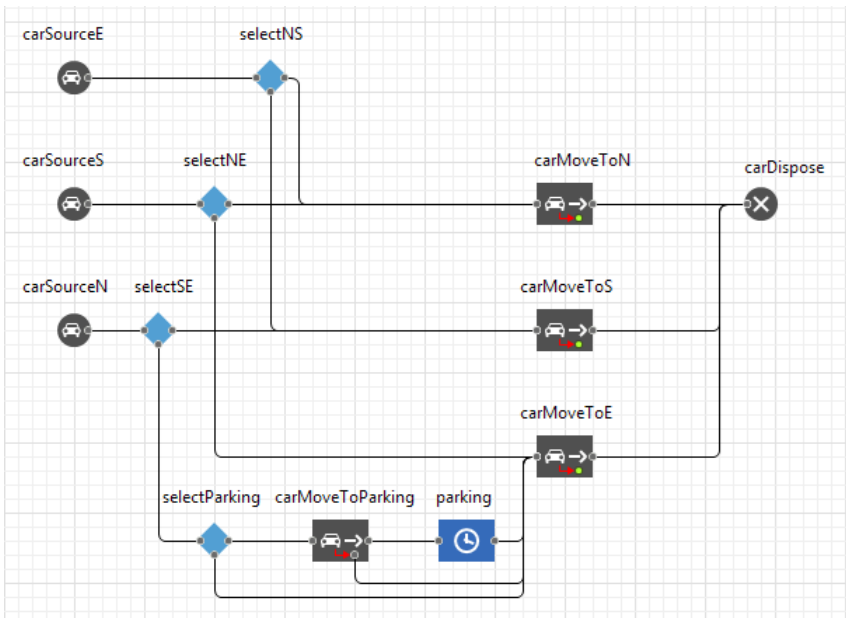 carSourceE
selectNS
carSourceS
selectNE
carMoveToN
carDispose
carSourceN
selectSE
carMoveToS
carMoveToE
selectParking
carMoveToParking
parking